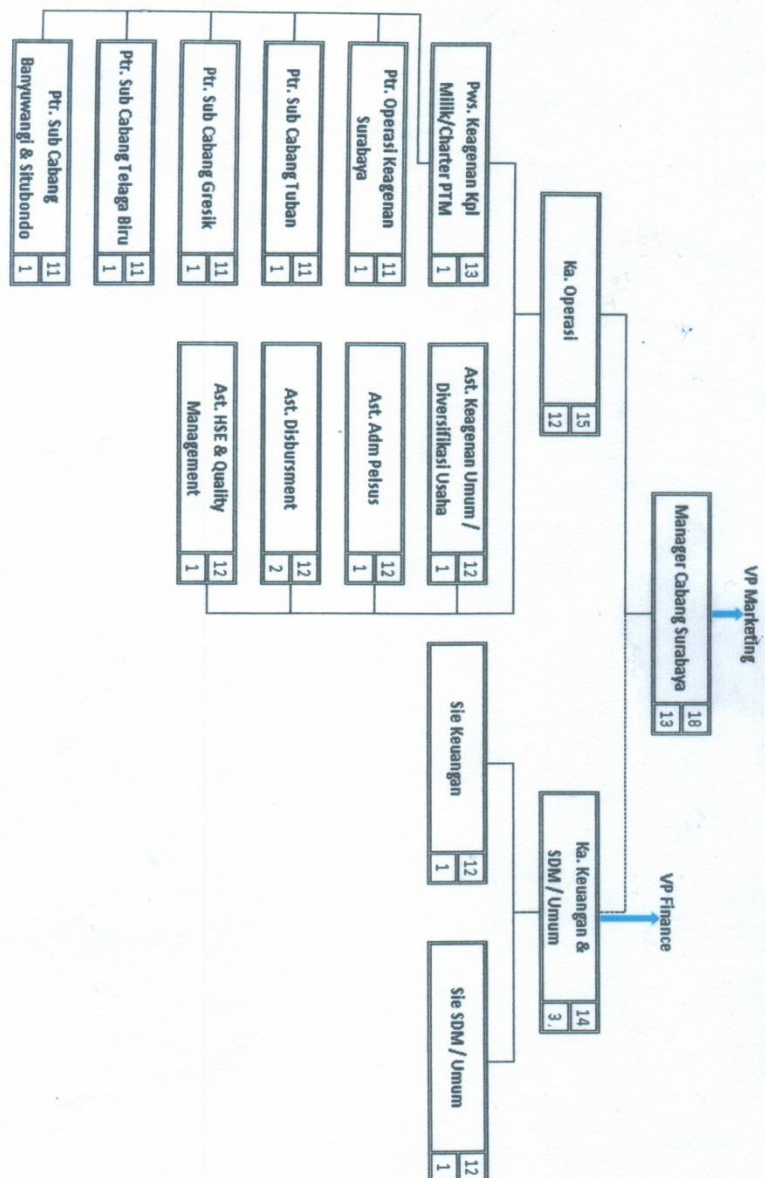 VP Marketing
VP Finance
Manager Cabang Surabaya
18
13
Ka. Operasi
15
12
Ka. Keuangan &
SDM / Umum
14
3,
Pws. Keagenan Kpl
Milik/Charter PTM
13
1
Ast. Keagenan Umum /
Diversifikasi Usaha
12
1
Sie Keuangan
12
1
Sie SDM / Umum
12
1
Ptr. Operasi Keagenan
Surabaya
11
1
Ast. Adm Pelsus
12
1
Ptr. Sub Cabang Tuban
11
1
Ast. Disbursment
12
2
Ptr. Sub Cabang Gresik
11
1
Ast. HSE & Quality
Management
12
1
Ptr. Sub Cabang Telaga Biru
11
1
Ptr. Sub Cabang
Banyuwangi & Situbondo
11
1